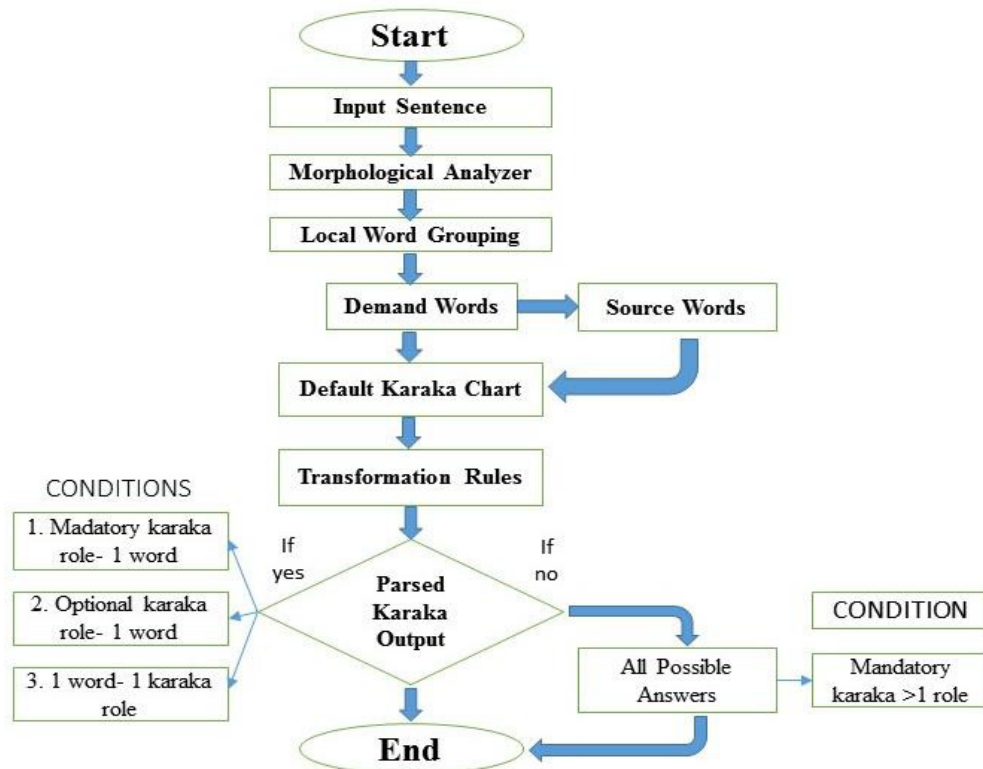 Start
Input Sentence
Morphological Analyzer
Local Word Grouping
Demand Words
Source Words
Default Karaka Chart
Transformation Rules
CONDITIONS
1. Madatory karaka
role- 1 word
2. Optional karaka
role- 1 word
3. 1 word- 1 karaka
role
If
yes
Parsed
Karaka
Output
If
no
All Possible
Answers
CONDITION
Mandatory
karaka >1 role
End